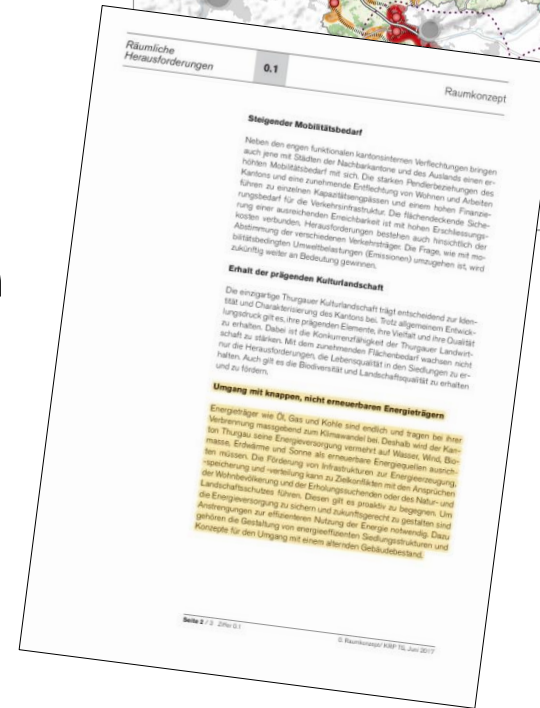 Räumliche
Herausforderungen
0.1
Raumkonzept
Steigender Mobilitätsbedarf
Neben den engen funktionalen kantonsinternen Verflechtungen bringen
auch jene mit Städten der Nachbarkantone und des Auslands einen er-
höhten Mobilitätsbedarf mit sich. Die starken Pendlerbeziehungen des
Kantons und eine zunehmende Entflechtung von Wohnen und Arbeiten
führen zu einzelnen Kapazitätsengpässen und einem hohen Finanzie-
rungsbedarf für die Verkehrsinfrastruktur. Die flächendeckende Siche-
rung einer ausreichenden Erreichbarkeit ist mit hohen Erschliessungs-
kosten verbunden. Herausforderungen bestehen auch hinsichtlich der
Abstimmung der verschiedenen Verkehrsträger. Die Frage, wie mit mo-
bilitätsbedingten Umweltbelastungen (Emissionen) umzugehen ist, wird
zukünftig weiter an Bedeutung gewinnen.
Erhalt der prägenden Kulturlandschaft
Die einzigartige Thurgauer Kulturlandschaft trägt entscheidend zur Iden-
tität und Charakterisierung des Kantons bei. Trotz allgemeinem Entwick-
lungsdruck gilt es, ihre prägenden Elemente, ihre Vielfalt und ihre Qualität
zu erhalten. Dabei ist die Konkurrenzfähigkeit der Thurgauer Landwirt-
schaft zu stärken. Mit dem zunehmenden Flächenbedarf wachsen nicht
nur die Herausforderungen, die Lebensqualität in den Siedlungen zu er-
halten. Auch gilt es die Biodiversität und Landschaftsqualität zu erhalten
und zu fördern.
Umgang mit knappen, nicht erneuerbaren Energieträgern
Energieträger wie Öl, Gas und Kohle sind endlich und tragen bei ihrer
Verbrennung massgebend zum Klimawandel bei. Deshalb wird der Kan-
ton Thurgau seine Energieversorgung vermehrt auf Wasser, Wind, Bio-
masse, Erdwärme und Sonne als erneuerbare Energiequellen ausrich-
ten müssen. Die Förderung von Infrastrukturen zur Energieerzeugung,
-speicherung und -verteilung kann zu Zielkonflikten mit den Ansprüchen
der Wohnbevölkerung und der Erholungssuchenden oder des Natur- und
Landschaftsschutzes führen. Diesen gilt es proaktiv zu begegnen. Um
die Energieversorgung zu sichern und zukunftsgerecht zu gestalten sind
Anstrengungen zur effizienteren Nutzung der Energie notwendig. Dazu
gehören die Gestaltung von energieeffizienten Siedlungsstrukturen und
Konzepte für den Umgang mit einem alternden Gebäudebestand.
Seite 2 / 3 Ziffer 0.1
0. Raumkonzept/ KRP TG, Juni 2017